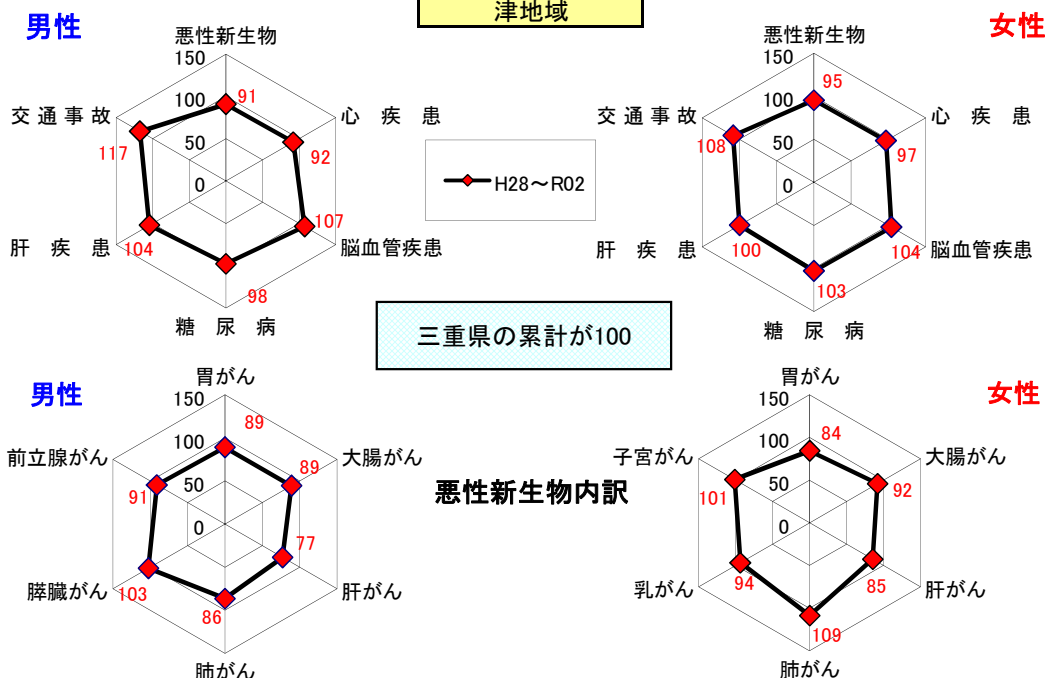 津地域
男性
悪性新生物
150
100
50
0
91
心 疾 患
92
107
脳血管疾患
98
糖 尿 病
肝 疾 患
104
交 通 事 故
117
H28～R02
女性
悪性新生物
150
100
50
0
95
心 疾 患
97
104
脳血管疾患
103
糖 尿 病
肝 疾 患
100
交 通 事 故
108
三重県の累計が100
男性
胃がん
150
100
50
0
89
大腸がん
89
77
肝がん
86
肺がん
膵臓がん
103
前立腺がん
91
悪性新生物内訳
女性
胃がん
150
100
50
0
84
大腸がん
92
85
肝がん
109
肺がん
乳がん
94
子宮がん
101